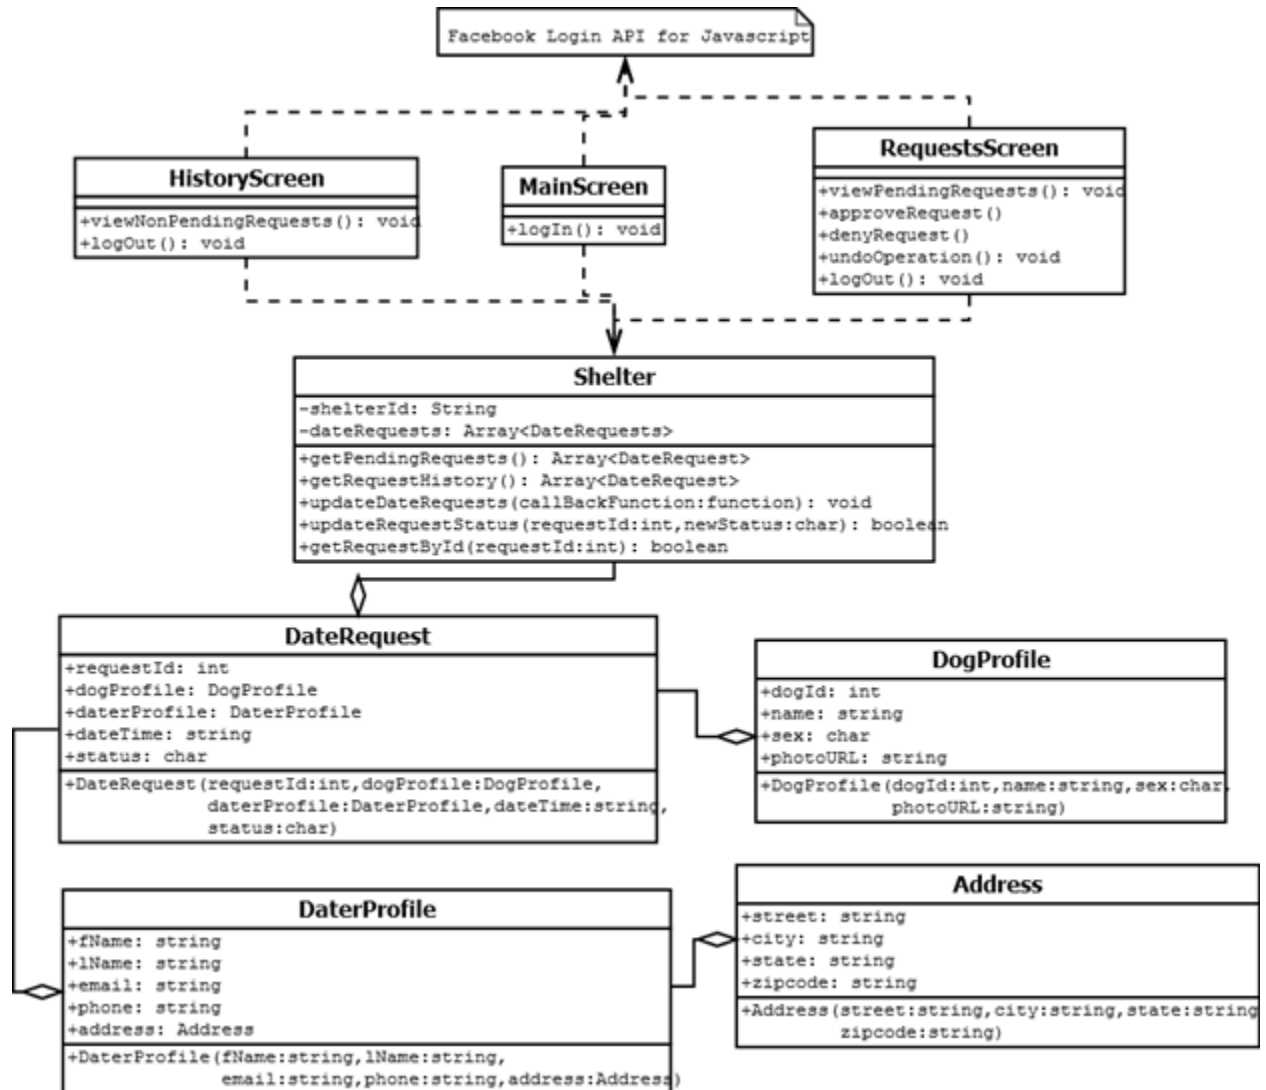 Facebook Login API for Javascript
HistoryScreen
+viewNonPendingRequests(): void
+logOut(): void
MainScreen
+logIn(): void
RequestsScreen
+viewPendingRequests(): void
+approveRequest()
+denyRequest()
+undoOperation(): void
+logOut(): void
Shelter
-shelterId: String
-dateRequests: Array<DateRequests>
+getPendingRequests(): Array<DateRequest>
+getRequestHistory(): Array<DateRequest>
+updateDateRequests(callBackFunction:function): void
+updateRequestStatus(requestId:int,newStatus:char): boolean
+getRequestById(requestId:int): boolean
DateRequest
+requestId: int
+dogProfile: DogProfile
+daterProfile: DaterProfile
+dateTime: string
+status: char
+DateRequest(requestId:int,dogProfile:DogProfile,
daterProfile:DaterProfile,dateTime:string,
status:char)
DogProfile
+dogId: int
+name: string
+sex: char
+photoURL: string
+DogProfile(dogId:int,name:string,sex:char,
photoURL:string)
DaterProfile
+fName: string
+lName: string
+email: string
+phone: string
+address: Address
+DaterProfile(fName:string,lName:string,
email:string,phone:string,address:Address)
Address
+street: string
+city: string
+state: string
+zipcode: string
+Address(street:string,city:string,state:string
zipcode:string)